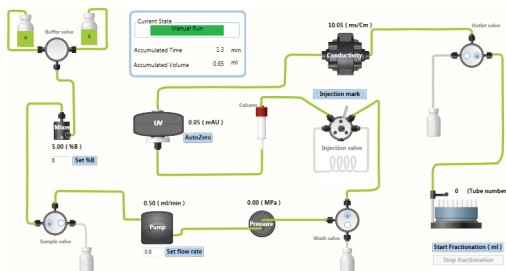 Buffer valve
A
B
Current State
Manual Run
Accumulated Time 1.3 min
Accumulated Volume 0.65 ml
10.05 ( ms/Cm )
Conductivity
Outlet valve
Mixer
5.00 ( %B )
5 Set %B
UV
0.05 ( mAU )
AutoZero
Column
Injection mark
Injection valve
0 (Tube number
Sample valve
0.50 ( ml/min )
Pump
0.00 ( MPa )
Pressure
Wash valve
Set flow rate
Start Fractionation ( ml )
Stop fractionation